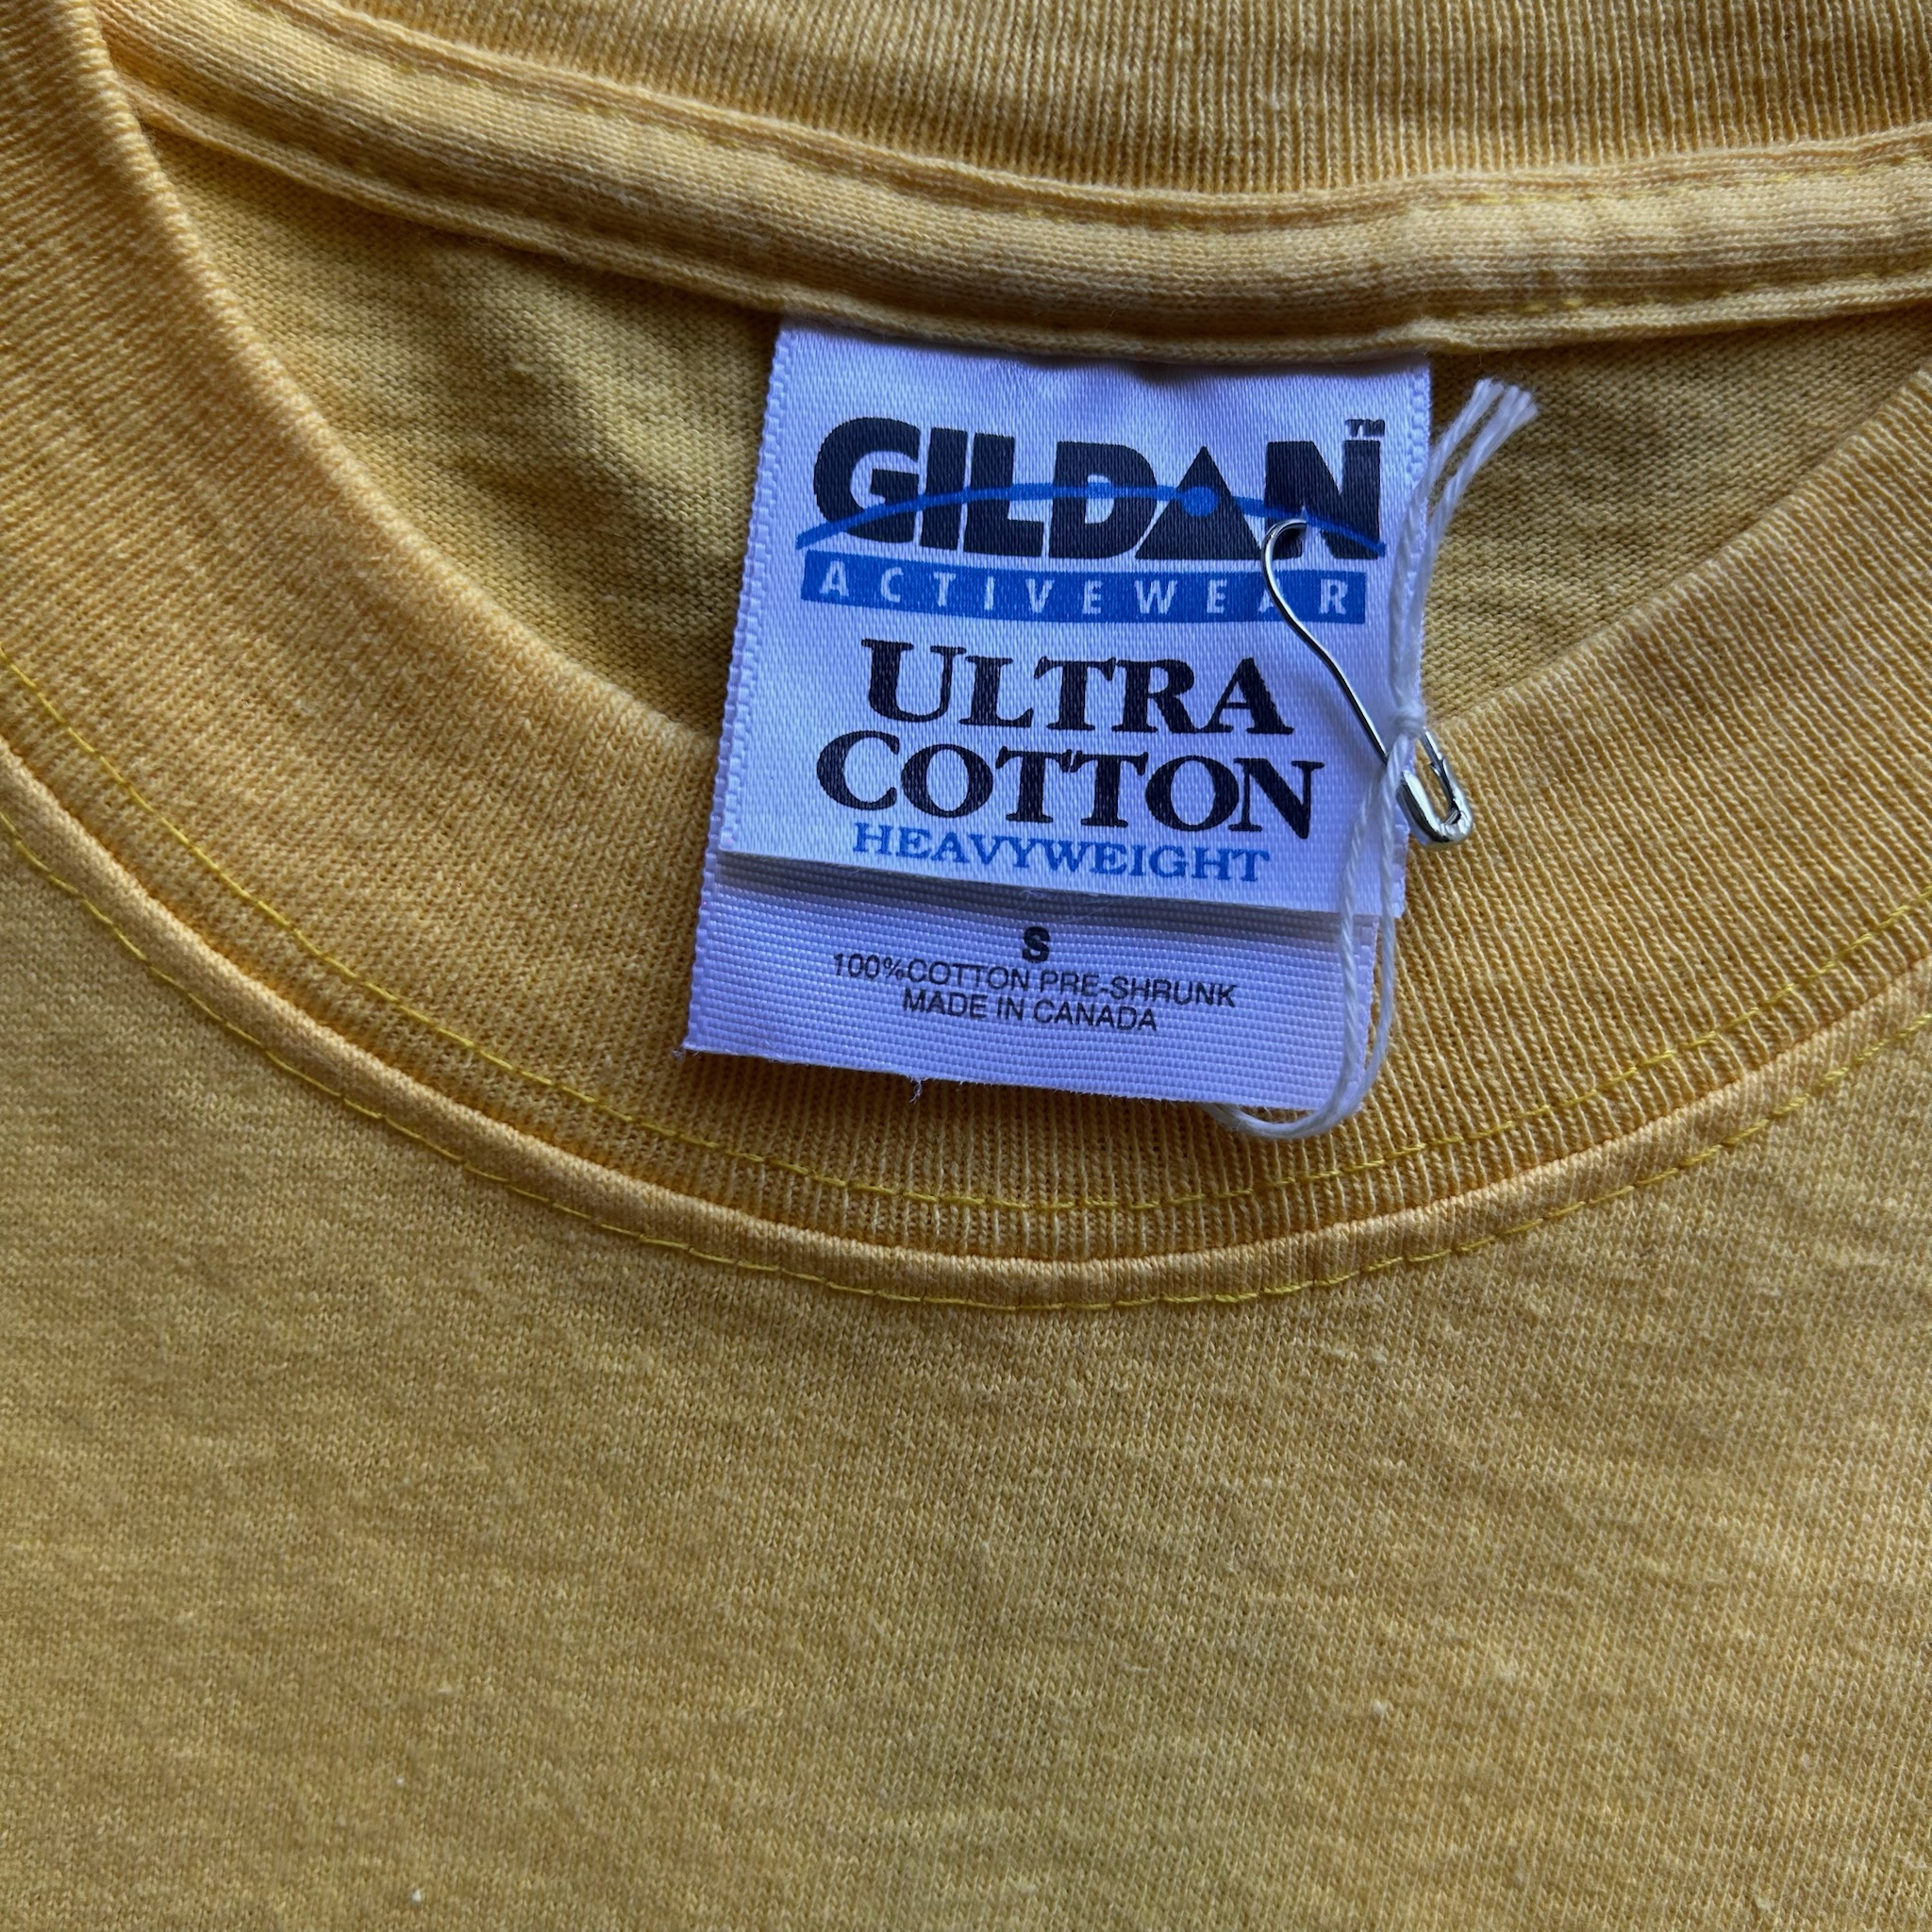 GILDAN™
ACTIVEWEAR
ULTRA
COTTON
HEAVYWEIGHT
S
100%COTTON PRE-SHRUNK
MADE IN CANADA